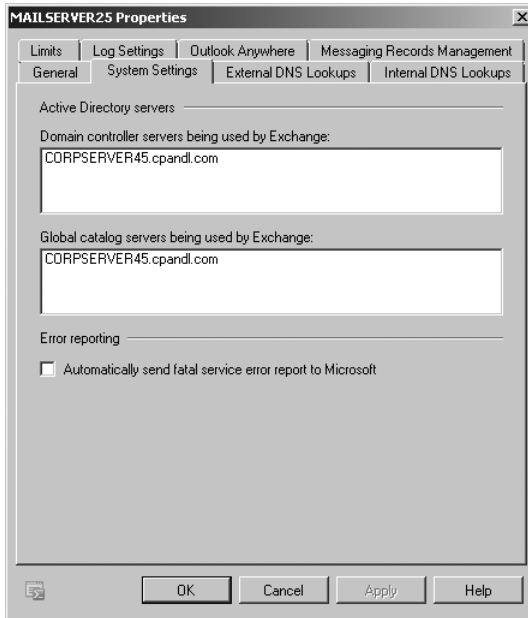 MAILSERVER25 Properties
Limits Log Settings Outlook Anywhere Messaging Records Management
General System Settings External DNS Lookups Internal DNS Lookups
Active Directory servers
Domain controller servers being used by Exchange:
CORPSERVER45.cpandl.com
Global catalog servers being used by Exchange:
CORPSERVER45.cpandl.com
Error reporting
Automatically send fatal service error report to Microsoft
OK Cancel Apply Help